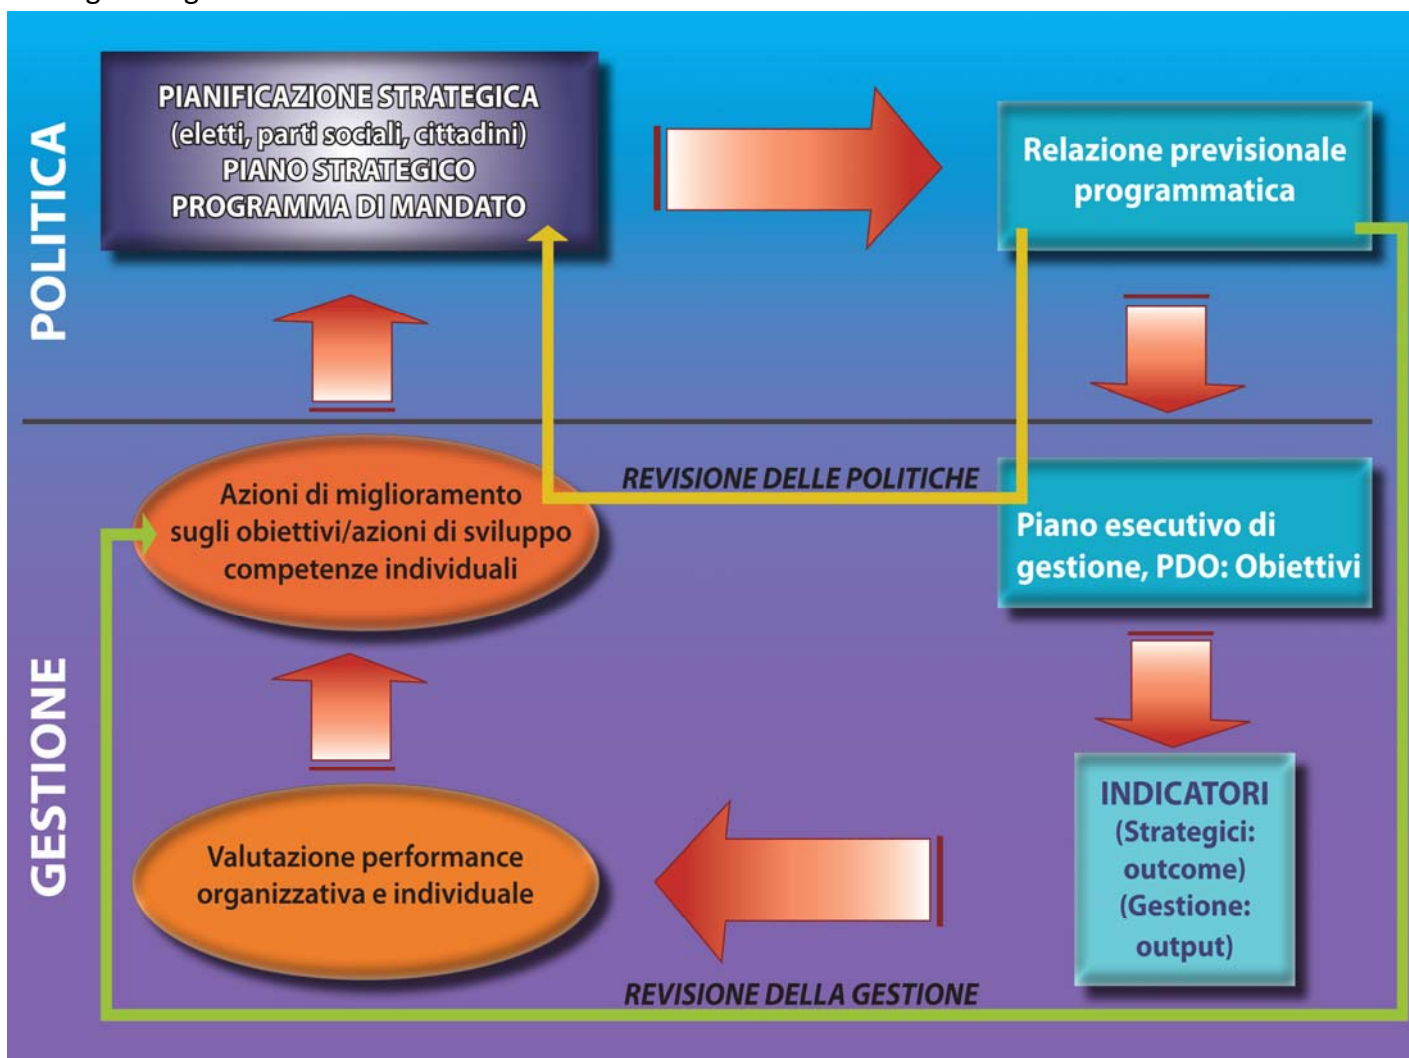 POLITICA
PIANIFICAZIONE STRATEGICA
(eletti, parti sociali, cittadini)
PIANO STRATEGICO
PROGRAMMA DI MANDATO
Relazione previsionale
programmatica
GESTIONE
Azioni di miglioramento
sugli obiettivi/azioni di sviluppo
competenze individuali
REVISIONE DELLE POLITICHE
Piano esecutivo di
gestione, PDO: Obiettivi
Valutazione performance
organizzativa e individuale
INDICATORI
(Strategici:
outcome)
(Gestione:
output)
REVISIONE DELLA GESTIONE